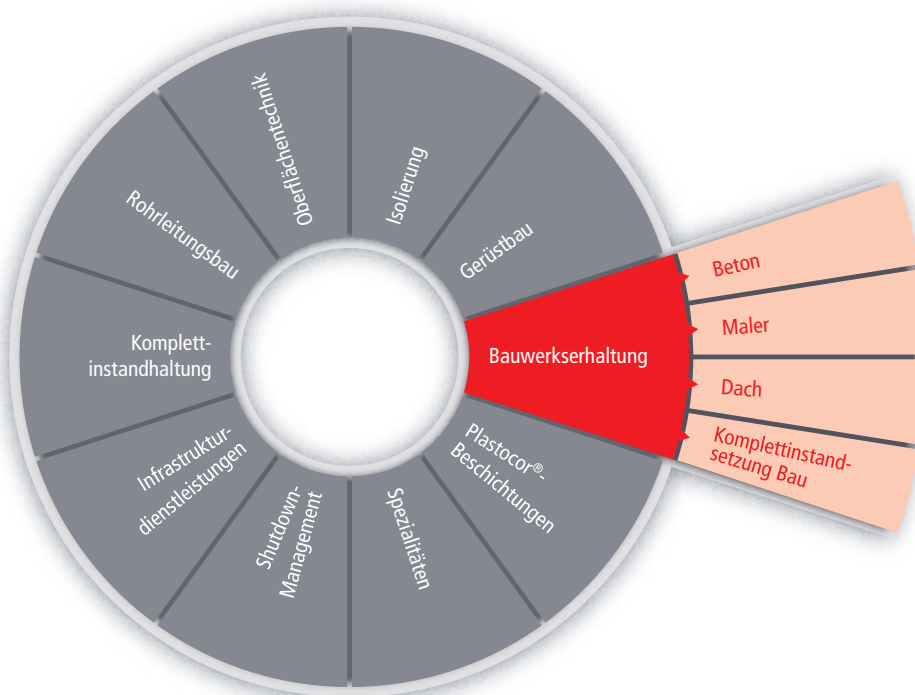 Oberflächentechnik
Isolierung
Gerüstbau
Rohrleitungsbau
Komplett-
instandhaltung
Infrastruktur-
dienstleistungen
Shutdown-
Management
Spezialitäten
Plastocor®-
Beschichtungen
Bauwerkserhaltung
Beton
Maler
Dach
Komplettinstand-
setzung Bau